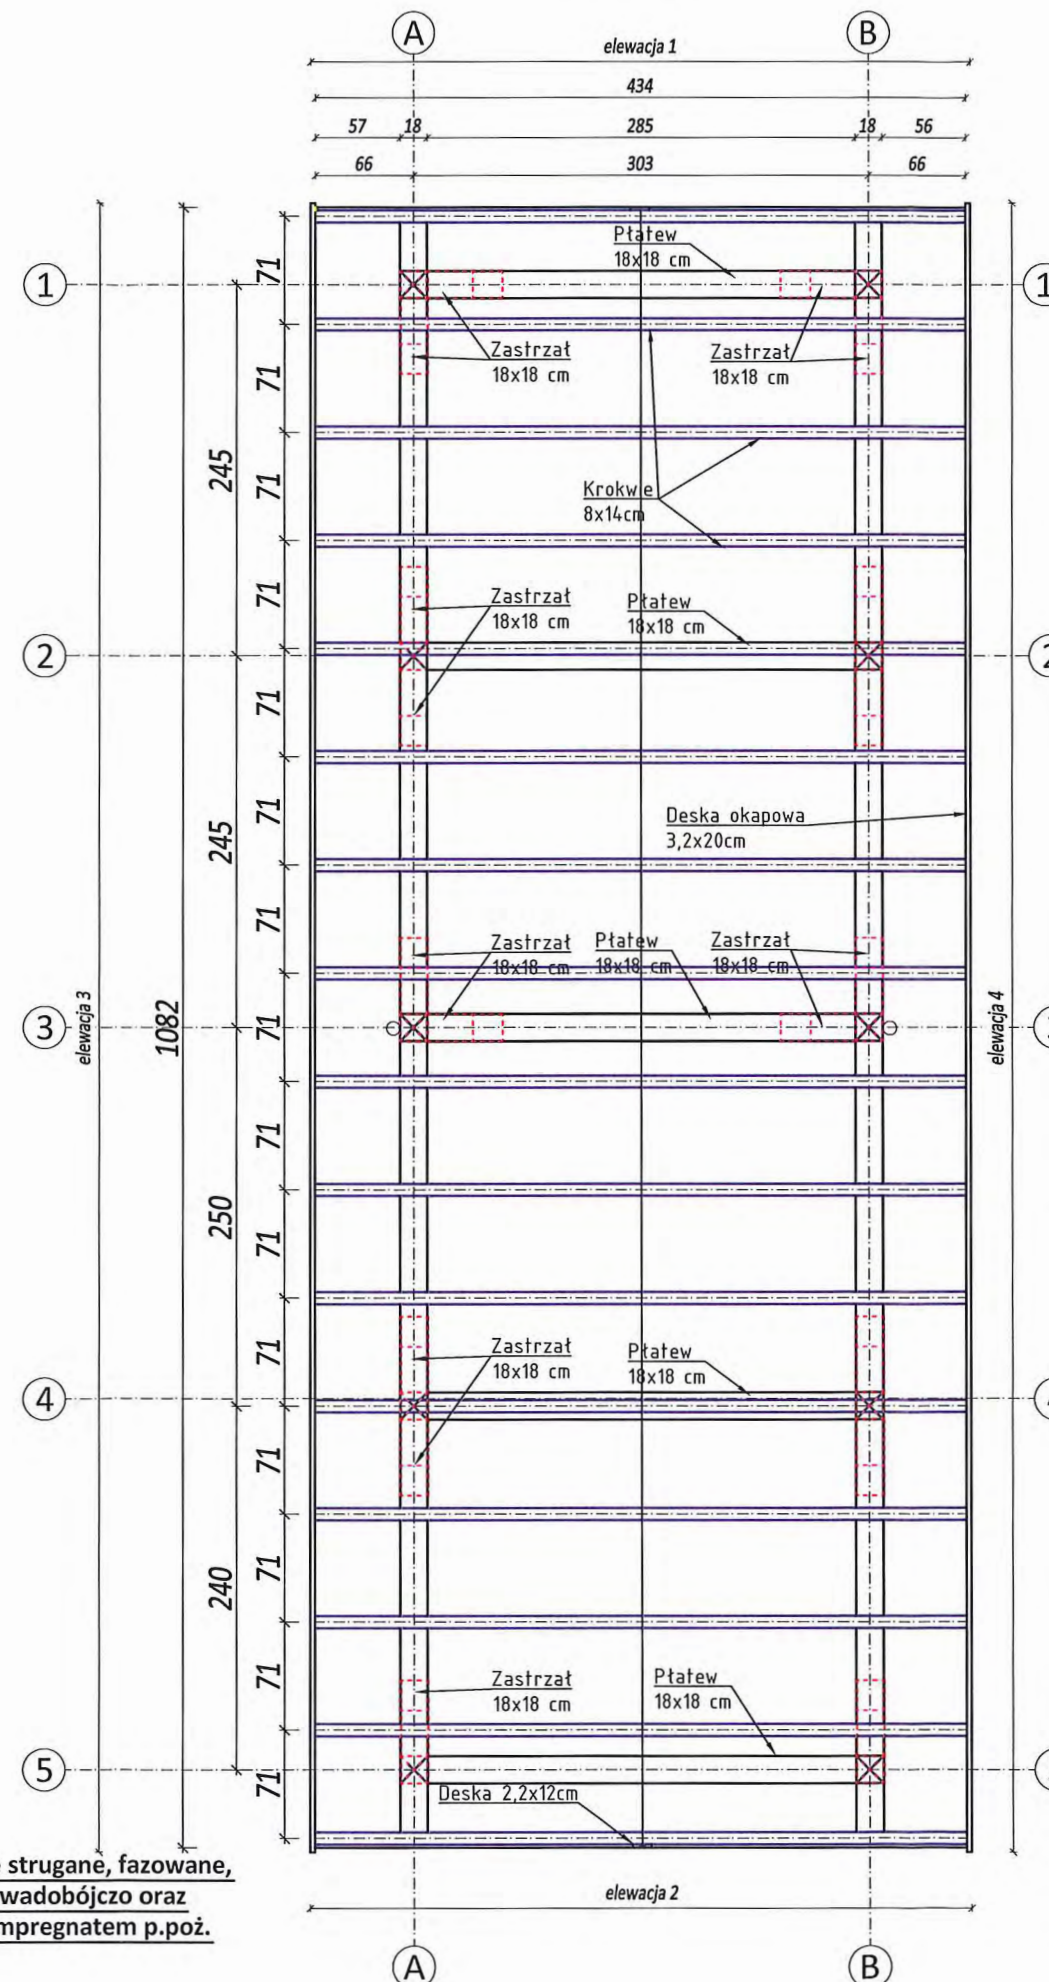 A
B
elewacja 1
434
57
18
285
18
56
66
303
66
71
Płatew
18x18 cm
1
1
Zastrzał
18x18 cm
Zastrzał
18x18 cm
71
245
71
Krokwie
8x14cm
71
Zastrzał
18x18 cm
Płatew
18x18 cm
2
2
71
71
245
Deska okapowa
3,2x20cm
71
Zastrzał
18x18 cm
Płatew
18x18 cm
Zastrzał
18x18 cm
elewacja 3
1082
3
71
elewacja 4
71
250
71
71
Zastrzał
18x18 cm
Płatew
18x18 cm
4
71
240
71
71
Zastrzał
18x18 cm
Płatew
18x18 cm
5
71
Deska 2,2x12cm
strugane, fazowane,
wadobójczo oraz
mpregnatem p.poż.
elewacja 2
A
B